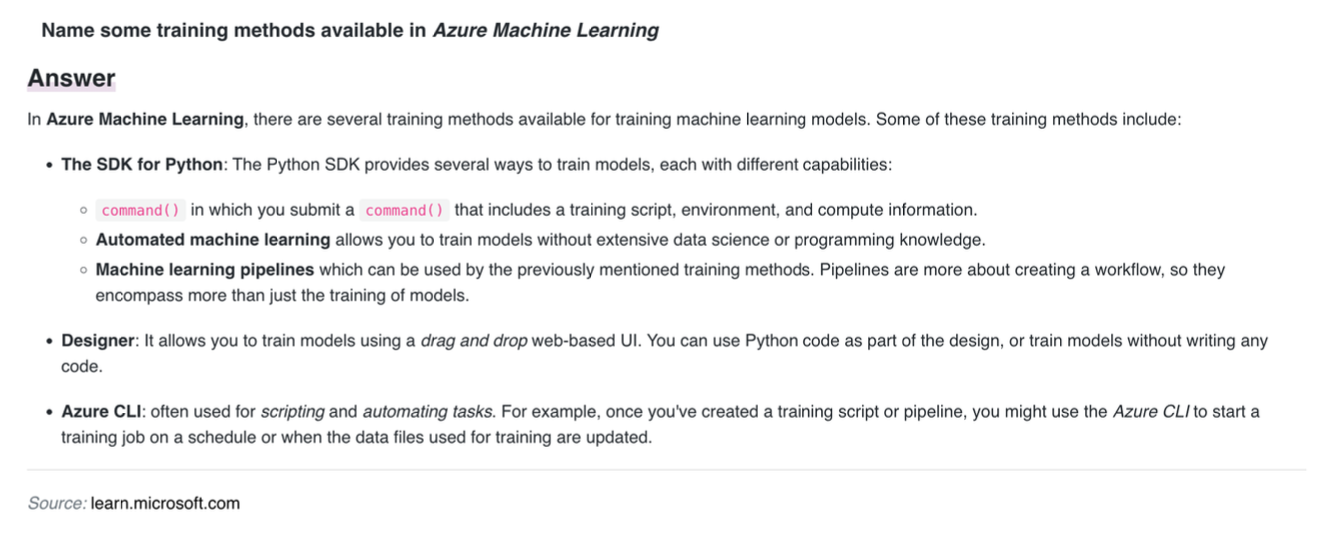 Name some training methods available in Azure Machine Learning
Answer
In Azure Machine Learning, there are several training methods available for training machine learning models. Some of these training methods include:
• The SDK for Python: The Python SDK provides several ways to train models, each with different capabilities:
○ command() in which you submit a command() that includes a training script, environment, and compute information.
○ Automated machine learning allows you to train models without extensive data science or programming knowledge.
○ Machine learning pipelines which can be used by the previously mentioned training methods. Pipelines are more about creating a workflow, so they
encompass more than just the training of models.
• Designer: It allows you to train models using a drag and drop web-based UI. You can use Python code as part of the design, or train models without writing any
code.
• Azure CLI: often used for scripting and automating tasks. For example, once you've created a training script or pipeline, you might use the Azure CLI to start a
training job on a schedule or when the data files used for training are updated.
Source: learn.microsoft.com